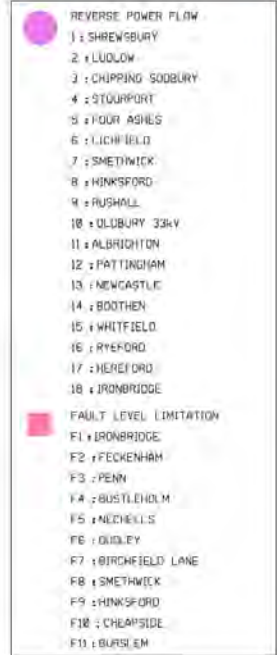 REVERSE POWER FLOW
1 : SHREWSBURY
2 : LUDLOW
3 : CHIPPING SODBURY
4 : STOURPORT
5 : FOUR ASHES
6 : LICHFIELD
7 : SMETHWICK
8 : HINKSFORD
9 : RUSHALL
10 : OLDBURY 33kV
11 : ALBRIGHTON
12 : PATTINGHAM
13 : NEWCASTLE
14 : BOOTHEN
15 : WHITFIELD
16 : RYEFORD
17 : HEREFORD
18 : IRONBRIDGE
FAULT LEVEL LIMITATION
F1 : IRONBRIDGE
F2 : FECKENHAM
F3 : PENN
F4 : BUSTLEHOLM
F5 : NECHELLS
F6 : DUDLEY
F7 : BIRCHFIELD LANE
F8 : SMETHWICK
F9 : HINKSFORD
F10 : CHEAPSIDE
F11 : BURSLEM